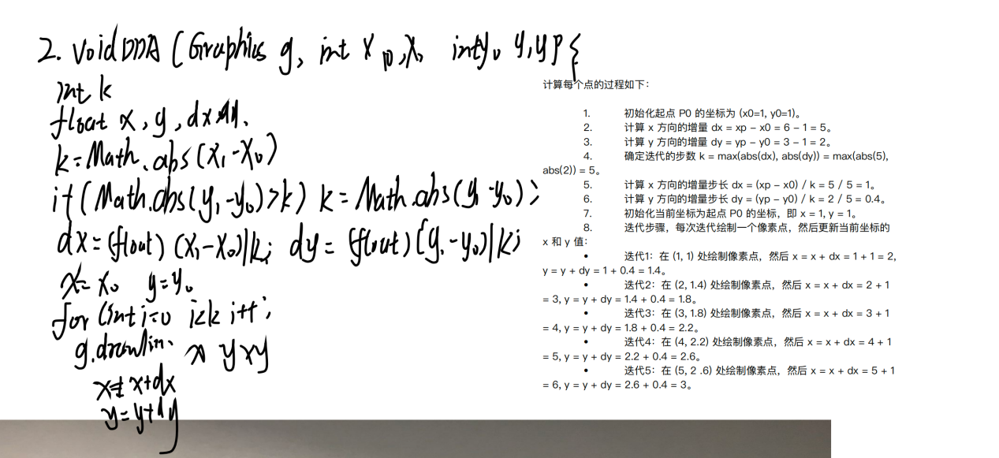 2. void DDA (Graphics g, int x₀,x₁ int y₀ y,y){
int k
float x, y, dx dy.
k=Math.abs(x₁-x₀)
if(Math.abs(y₁-y₀)>k) k=Math.abs(y₁-y₀);
dx=(float)(x₁-x₀)|k; dy=(float)(y₁-y₀)|k;
x=x₀ y=y₀
for (int i=0 i<k i++;
g.drawlin. x y x y
x= x+dx
y=y+dy
计算每个点的过程如下：
1. 初始化起点 P0 的坐标为 (x0=1, y0=1)。
2. 计算 x 方向的增量 dx = xp – x0 = 6 – 1 = 5。
3. 计算 y 方向的增量 dy = yp – y0 = 3 – 1 = 2。
4. 确定迭代的步数 k = max(abs(dx), abs(dy)) = max(abs(5),
abs(2)) = 5。
5. 计算 x 方向的增量步长 dx = (xp – x0) / k = 5 / 5 = 1。
6. 计算 y 方向的增量步长 dy = (yp – y0) / k = 2 / 5 = 0.4。
7. 初始化当前坐标为起点 P0 的坐标，即 x = 1, y = 1。
8. 迭代步骤，每次迭代绘制一个像素点，然后更新当前坐标的
x 和 y 值：
• 迭代1：在 (1, 1) 处绘制像素点，然后 x = x + dx = 1 + 1 = 2,
y = y + dy = 1 + 0.4 = 1.4。
• 迭代2：在 (2, 1.4) 处绘制像素点，然后 x = x + dx = 2 + 1
= 3, y = y + dy = 1.4 + 0.4 = 1.8。
• 迭代3：在 (3, 1.8) 处绘制像素点，然后 x = x + dx = 3 + 1
= 4, y = y + dy = 1.8 + 0.4 = 2.2。
• 迭代4：在 (4, 2.2) 处绘制像素点，然后 x = x + dx = 4 + 1
= 5, y = y + dy = 2.2 + 0.4 = 2.6。
• 迭代5：在 (5, 2 .6) 处绘制像素点，然后 x = x + dx = 5 + 1
= 6, y = y + dy = 2.6 + 0.4 = 3。